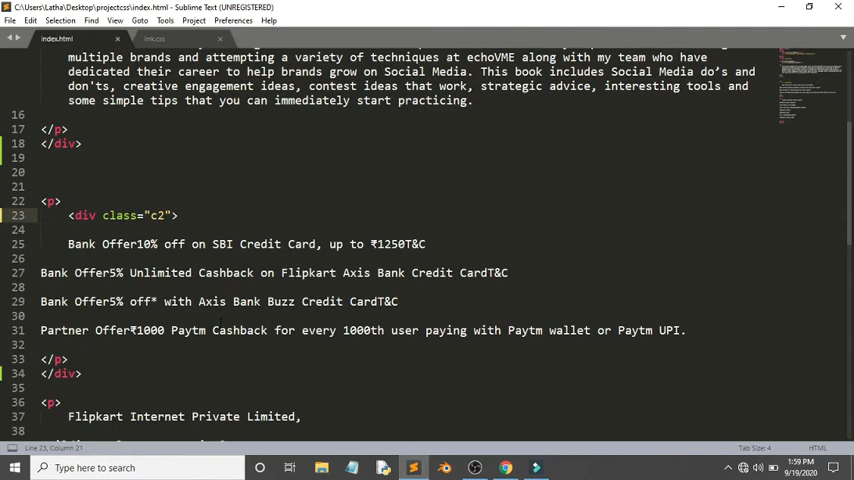 C:\Users\Latha\Desktop\projectcss\index.html - Sublime Text (UNREGISTERED)
File Edit Selection Find View Goto Tools Project Preferences Help
index.html link.css
multiple brands and attempting a variety of techniques at echoVME along with my team who have
dedicated their career to help brands grow on Social Media. This book includes Social Media do's and
don'ts, creative engagement ideas, contest ideas that work, strategic advice, interesting tools and
some simple tips that you can immediately start practicing.
16
17 </p>
18 </div>
19
20
21
22 <p>
23 <div class="c2">
24
25 Bank Offer10% off on SBI Credit Card, up to ₹1250T&C
26
27 Bank Offer5% Unlimited Cashback on Flipkart Axis Bank Credit CardT&C
28
29 Bank Offer5% off* with Axis Bank Buzz Credit CardT&C
30
31 Partner Offer₹1000 Paytm Cashback for every 1000th user paying with Paytm wallet or Paytm UPI.
32
33 </p>
34 </div>
35
36 <p>
37 Flipkart Internet Private Limited,
38
Line 23, Column 21 Tab Size: 4 HTML
Type here to search
1:59 PM
9/19/2020